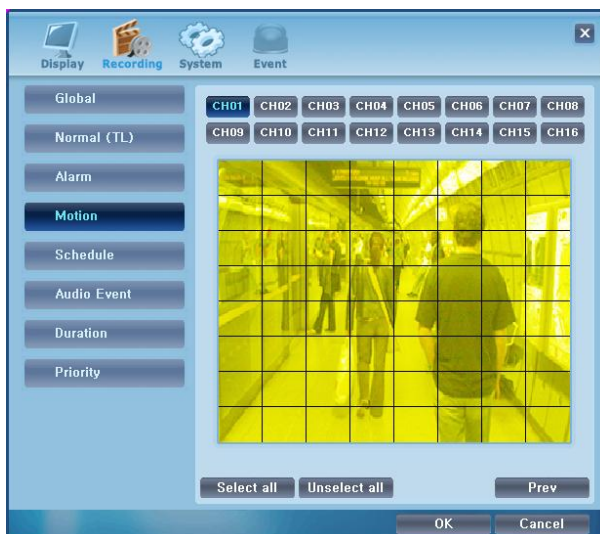 Display Recording System Event
X
Global
Normal (TL)
Alarm
Motion
Schedule
Audio Event
Duration
Priority
CH01 CH02 CH03 CH04 CH05 CH06 CH07 CH08
CH09 CH10 CH11 CH12 CH13 CH14 CH15 CH16
Select all Unselect all Prev
OK Cancel